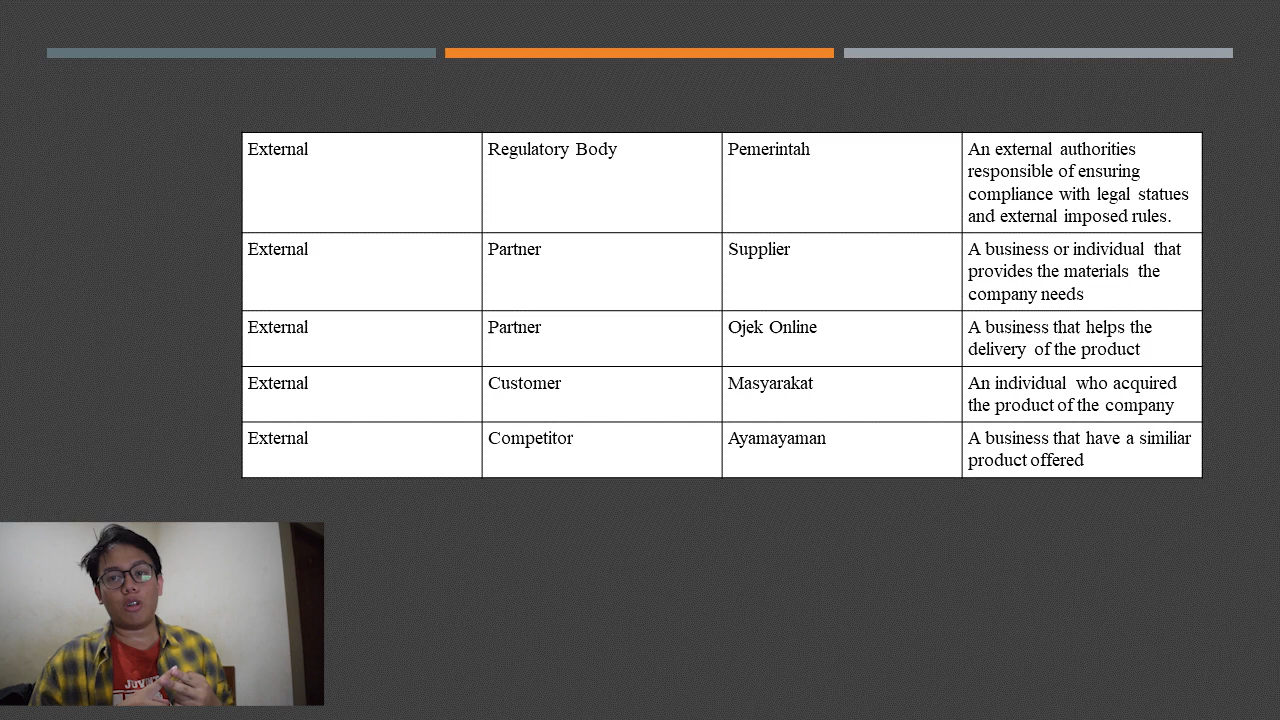 External Regulatory Body Pemerintah An external authorities
responsible of ensuring
compliance with legal statues
and external imposed rules.
External Partner Supplier A business or individual that
provides the materials the
company needs
External Partner Ojek Online A business that helps the
delivery of the product
External Customer Masyarakat An individual who acquired
the product of the company
External Competitor Ayamayaman A business that have a similiar
product offered